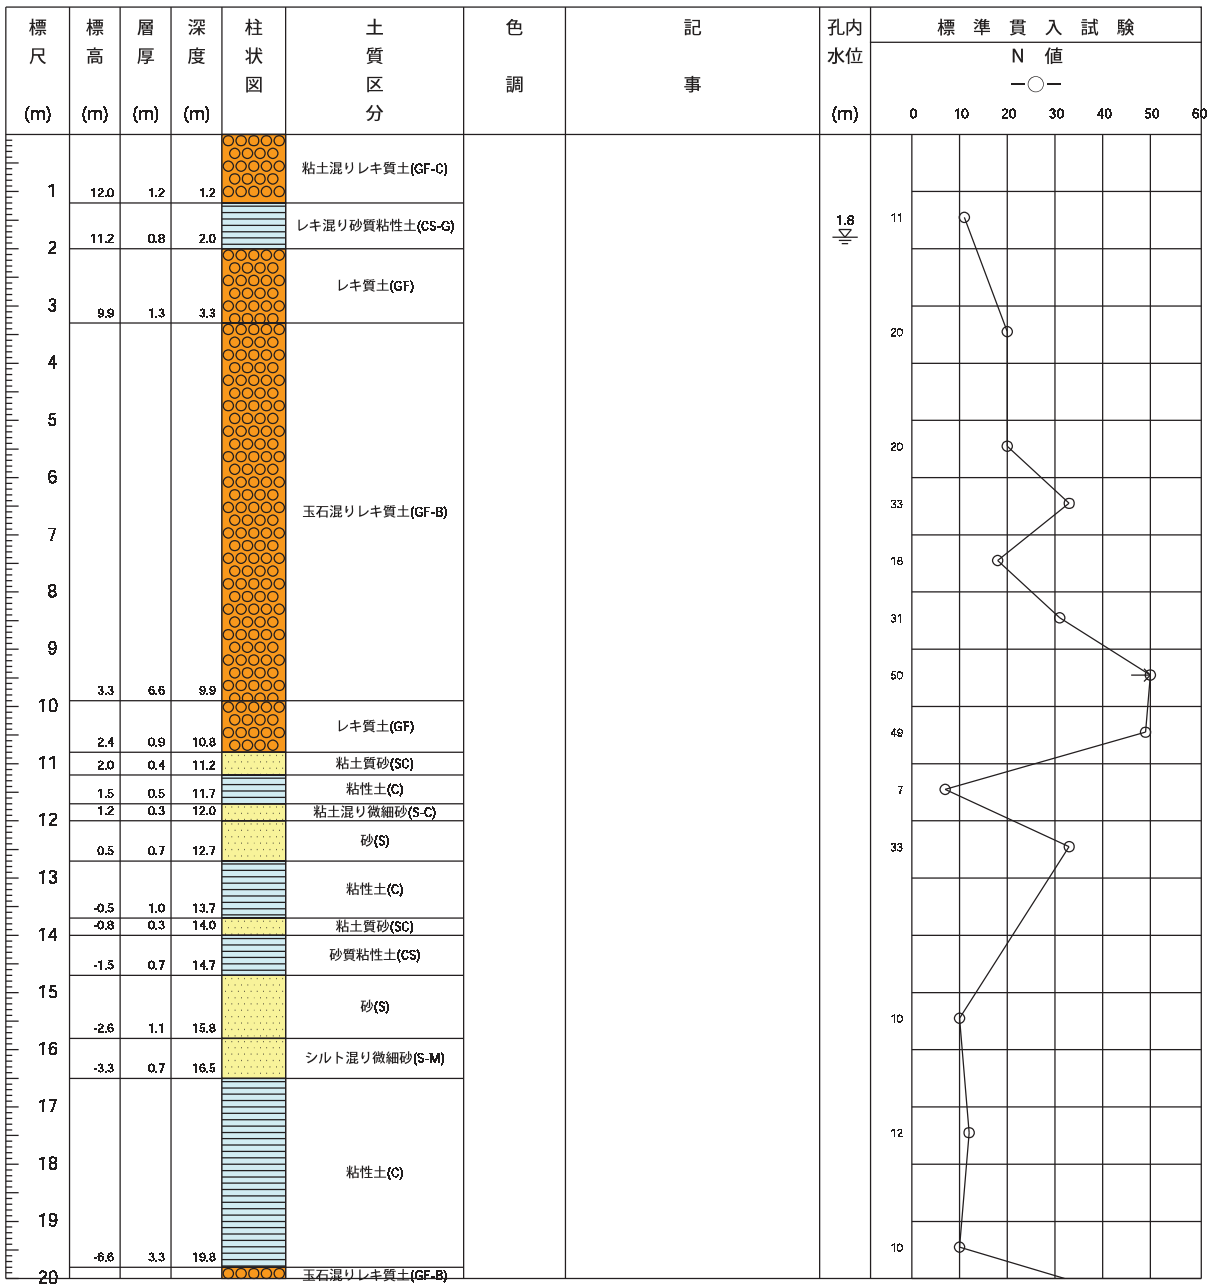 標尺(m) 標高(m) 層厚(m) 深度(m) 柱状図 土質区分 色調 記事 孔内水位(m) 標準貫入試験
N 値
0 10 20 30 40 50 60
粘土混りレキ質土(GF-C)
1 12.0 1.2 1.2
レキ混り砂質粘性土(CS-G) 1.8 11
11.2 0.8 2.0
2
レキ質土(GF)
3 9.9 1.3 3.3
20
4
5
20
6
33
玉石混りレキ質土(GF-B)
7
18
8
31
9
50
3.3 6.6 9.9
10
レキ質土(GF) 49
2.4 0.9 10.8
11 2.0 0.4 11.2 粘土質砂(SC)
1.5 0.5 11.7 粘性土(C) 7
1.2 0.3 12.0 粘土混り微細砂(S-C)
12
砂(S)
0.5 0.7 12.7 33
13
粘性土(C)
-0.5 1.0 13.7
-0.8 0.3 14.0 粘土質砂(SC)
14
砂質粘性土(CS)
-1.5 0.7 14.7
15
砂(S)
-2.6 1.1 15.8 10
16
シルト混り微細砂(S-M)
-3.3 0.7 16.5
17
12
18
粘性土(C)
19
10
-6.6 3.3 19.8
20 玉石混りレキ質土(GF-B)